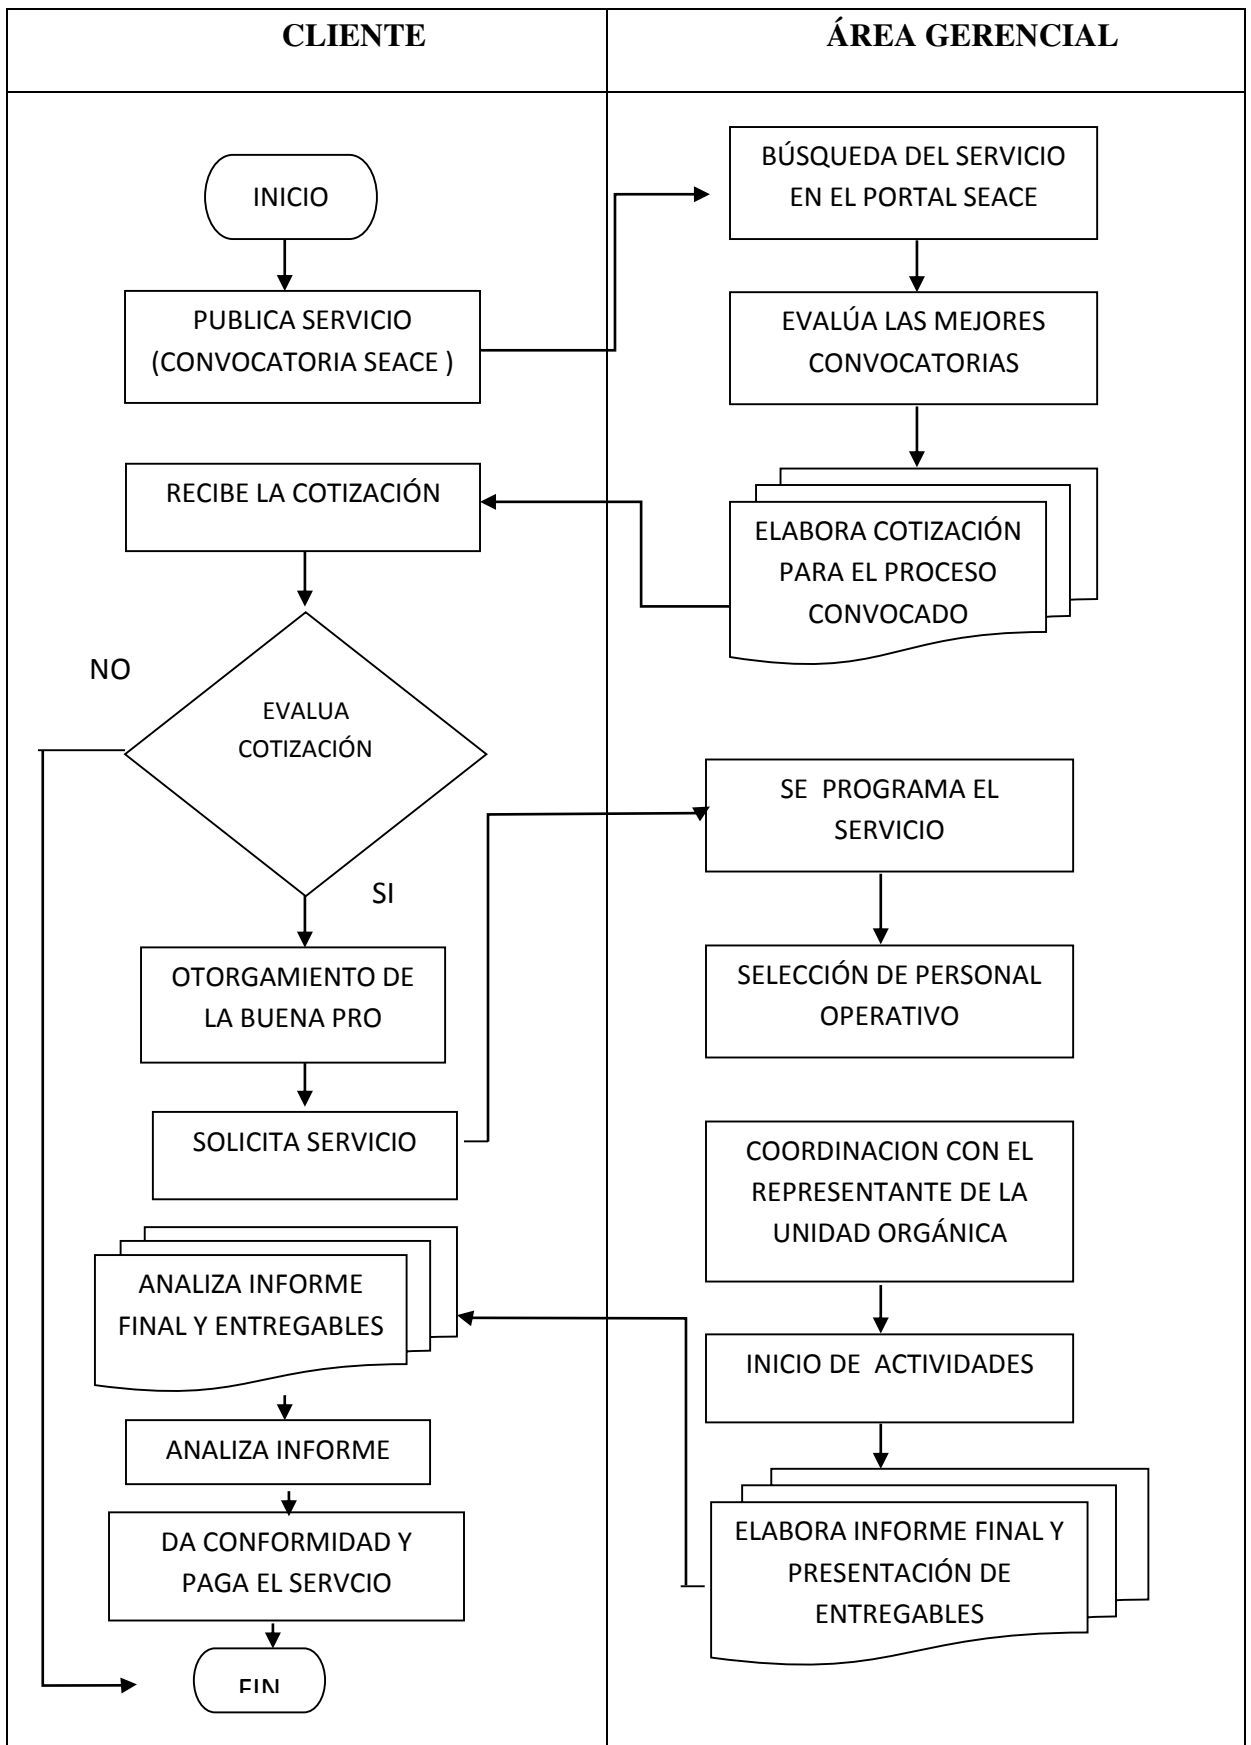 CLIENTE
ÁREA GERENCIAL
INICIO
PUBLICA SERVICIO
(CONVOCATORIA SEACE )
BÚSQUEDA DEL SERVICIO
EN EL PORTAL SEACE
EVALÚA LAS MEJORES
CONVOCATORIAS
ELABORA COTIZACIÓN
PARA EL PROCESO
CONVOCADO
RECIBE LA COTIZACIÓN
EVALUA
COTIZACIÓN
NO
SI
OTORGAMIENTO DE
LA BUENA PRO
SOLICITA SERVICIO
SE PROGRAMA EL
SERVICIO
SELECCIÓN DE PERSONAL
OPERATIVO
COORDINACION CON EL
REPRESENTANTE DE LA
UNIDAD ORGÁNICA
INICIO DE ACTIVIDADES
ELABORA INFORME FINAL Y
PRESENTACIÓN DE
ENTREGABLES
ANALIZA INFORME
FINAL Y ENTREGABLES
ANALIZA INFORME
DA CONFORMIDAD Y
PAGA EL SERVCIO
FIN